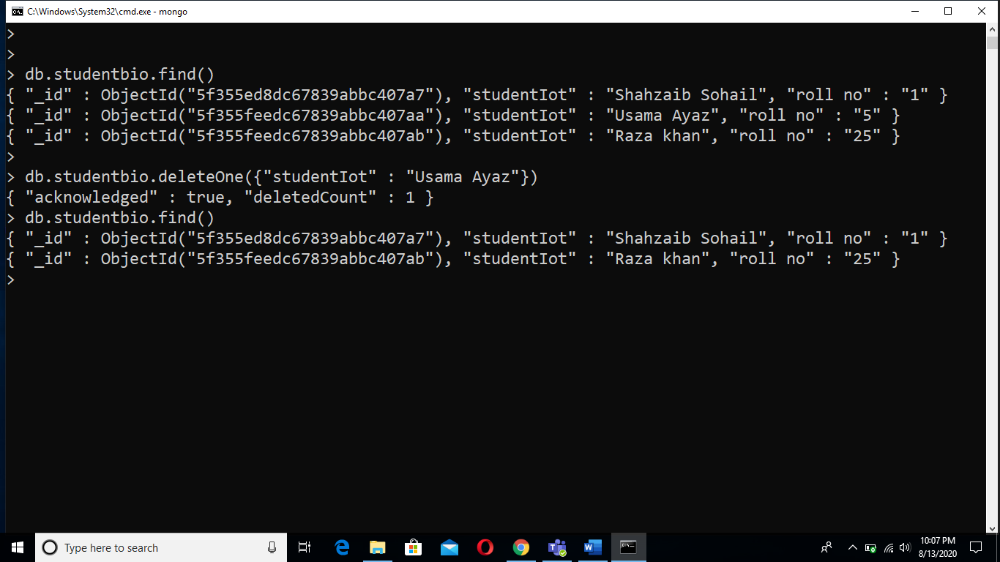 C:\Windows\System32\cmd.exe - mongo
>
>
> db.studentbio.find()
{ "_id" : ObjectId("5f355ed8dc67839abbc407a7"), "studentIot" : "Shahzaib Sohail", "roll no" : "1" }
{ "_id" : ObjectId("5f355feedc67839abbc407aa"), "studentIot" : "Usama Ayaz", "roll no" : "5" }
{ "_id" : ObjectId("5f355feedc67839abbc407ab"), "studentIot" : "Raza khan", "roll no" : "25" }
>
> db.studentbio.deleteOne({"studentIot" : "Usama Ayaz"})
{ "acknowledged" : true, "deletedCount" : 1 }
> db.studentbio.find()
{ "_id" : ObjectId("5f355ed8dc67839abbc407a7"), "studentIot" : "Shahzaib Sohail", "roll no" : "1" }
{ "_id" : ObjectId("5f355feedc67839abbc407ab"), "studentIot" : "Raza khan", "roll no" : "25" }
>
Type here to search
10:07 PM
8/13/2020